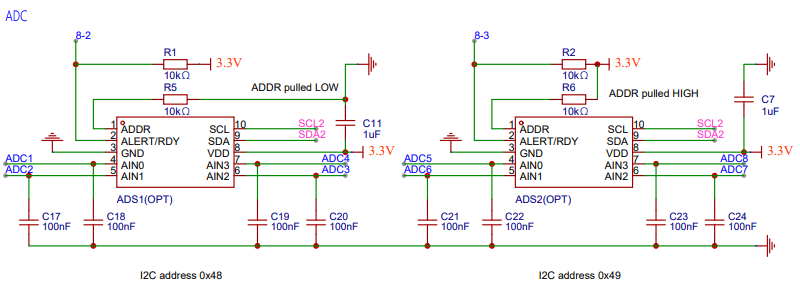 ADC
8-2
R1
3.3V
10kΩ
R5
ADDR pulled LOW
10kΩ
C11
1uF
1 ADDR SCL 10 SCL2
2 ALERT/RDY SDA 9 SDA2
3 GND VDD 8 3.3V
ADC1 4 AIN0 AIN3 7 ADC4
ADC2 5 AIN1 AIN2 6 ADC3
ADS1(OPT)
C17 100nF
C18 100nF
C19 100nF
C20 100nF
I2C address 0x48
8-3
R2
3.3V
10kΩ
R6
ADDR pulled HIGH
10kΩ
C7
1uF
1 ADDR SCL 10 SCL2
2 ALERT/RDY SDA 9 SDA2
3 GND VDD 8 3.3V
ADC5 4 AIN0 AIN3 7 ADC8
ADC6 5 AIN1 AIN2 6 ADC7
ADS2(OPT)
C21 100nF
C22 100nF
C23 100nF
C24 100nF
I2C address 0x49